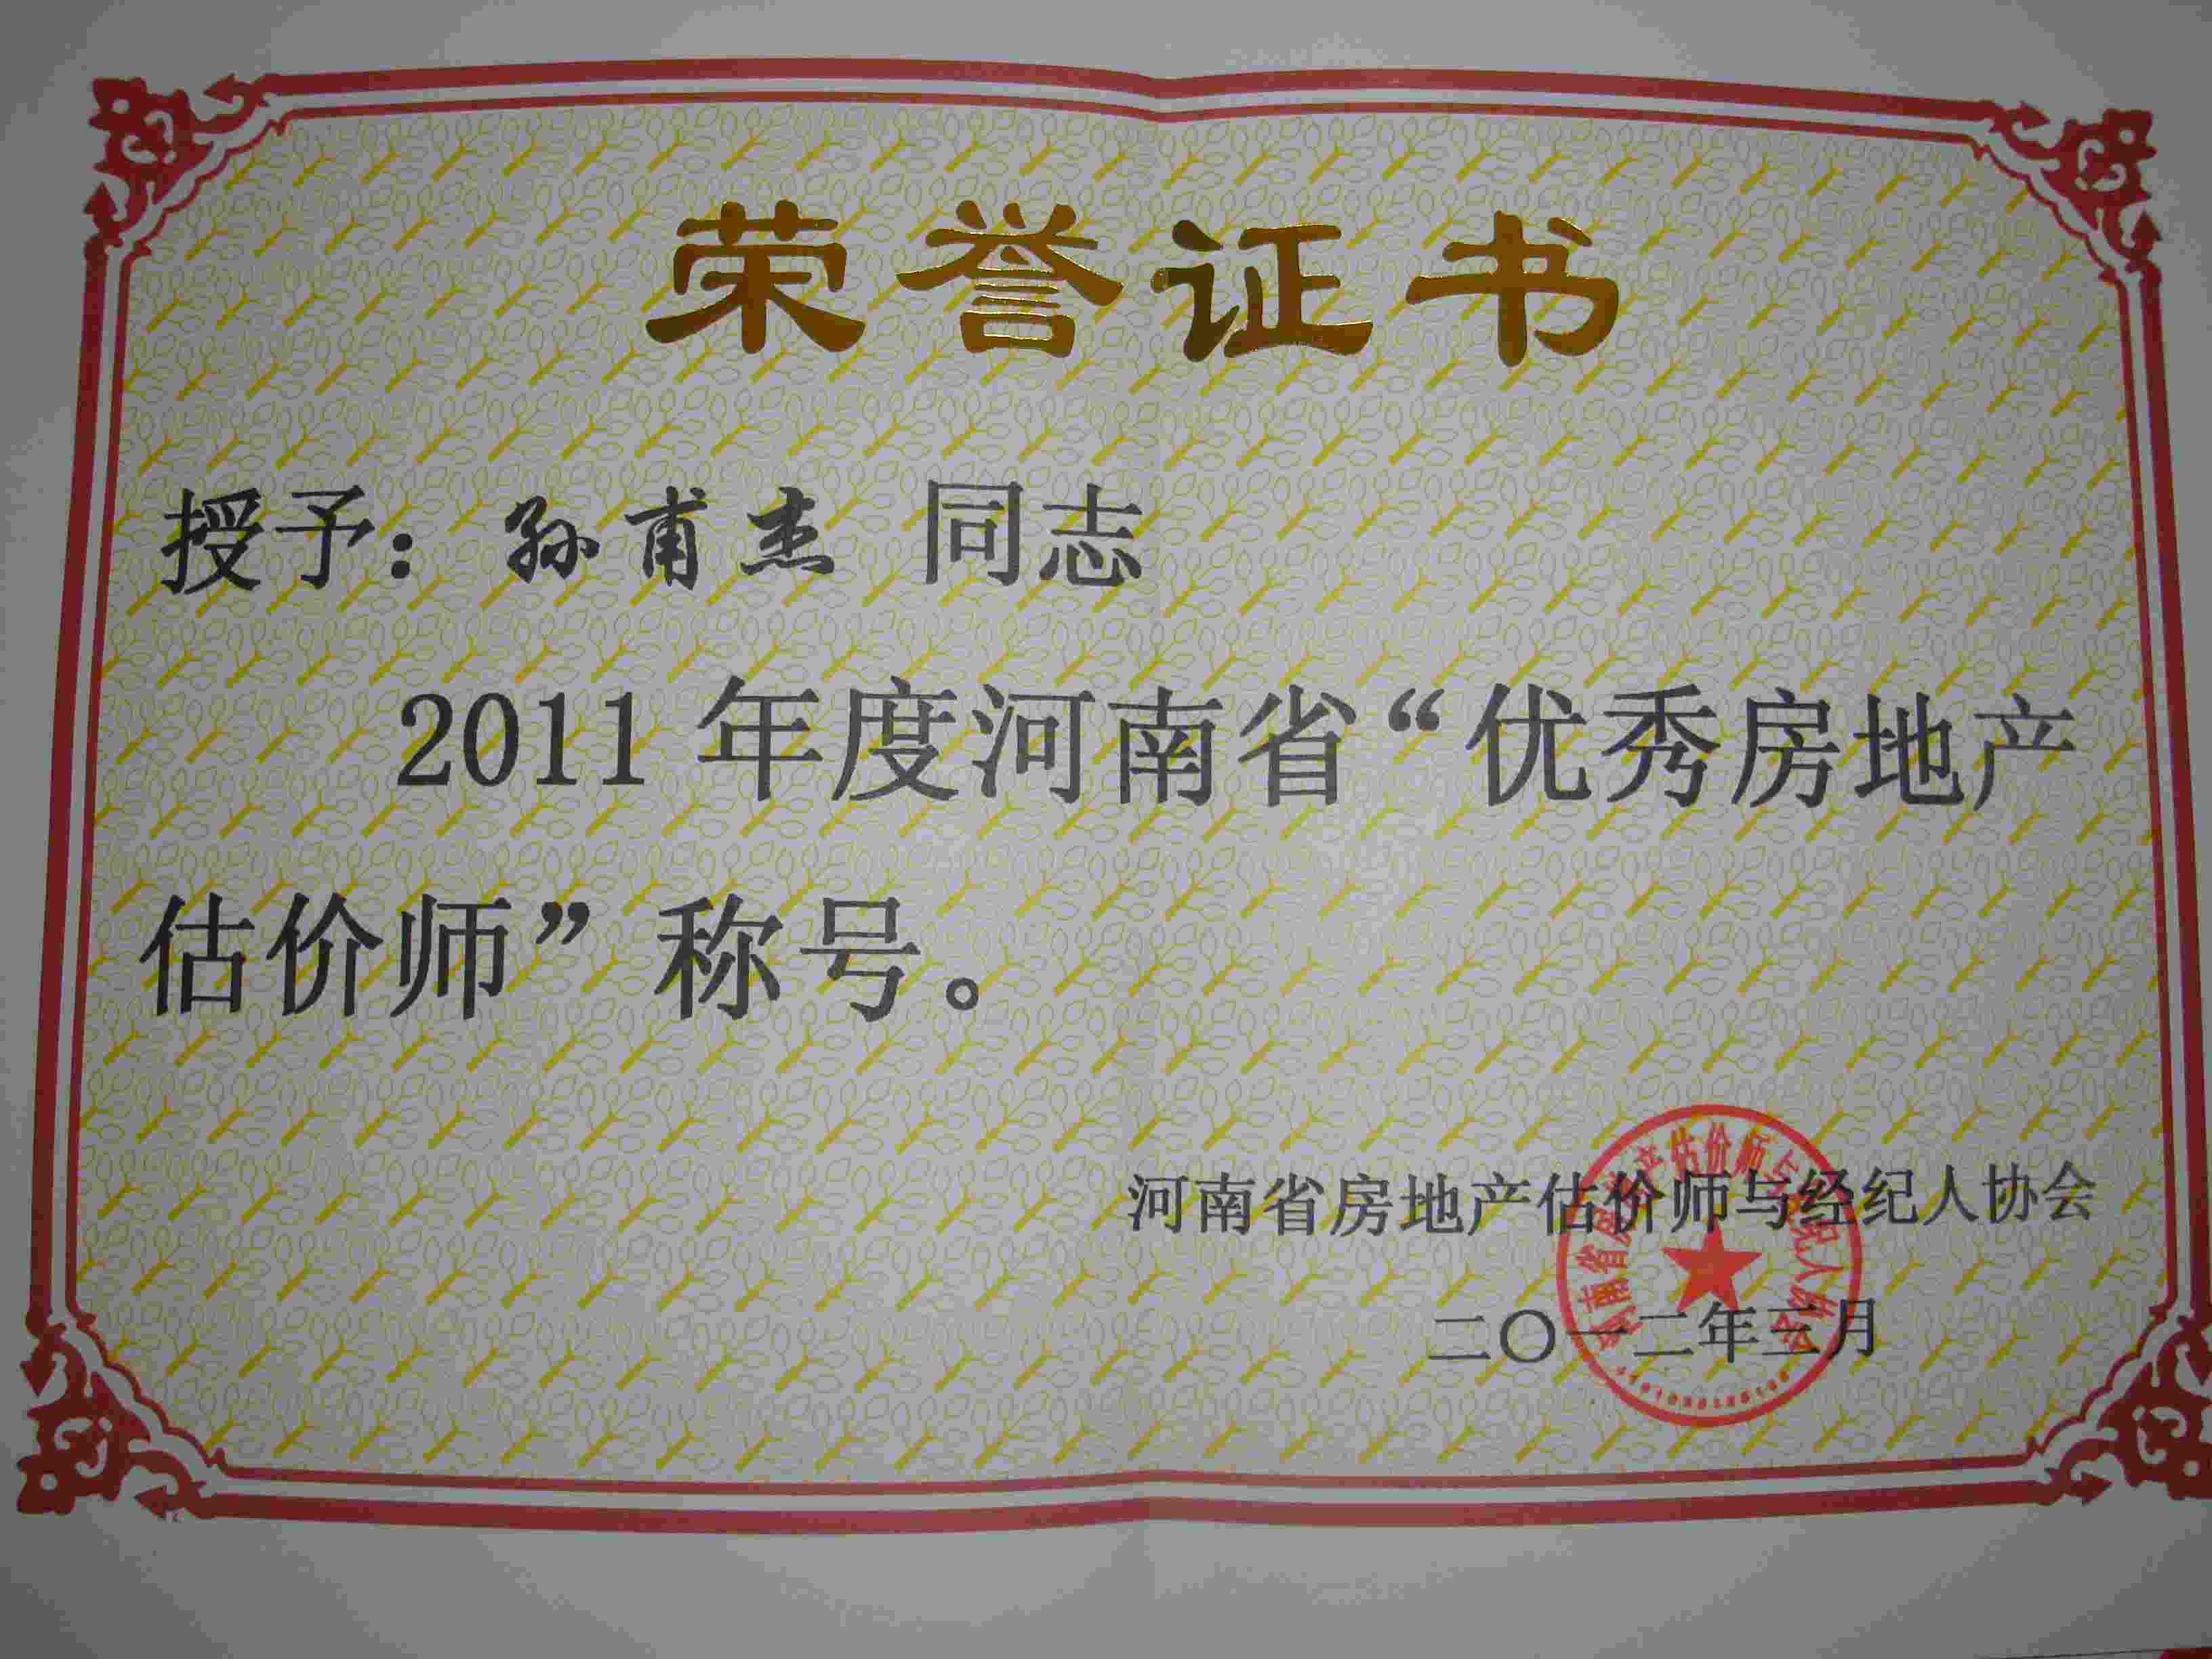 荣誉证书
授予：孙甫杰 同志
2011年度河南省“优秀房地产
估价师”称号。
河南省房地产估价师与经纪人协会
二〇一二年三月